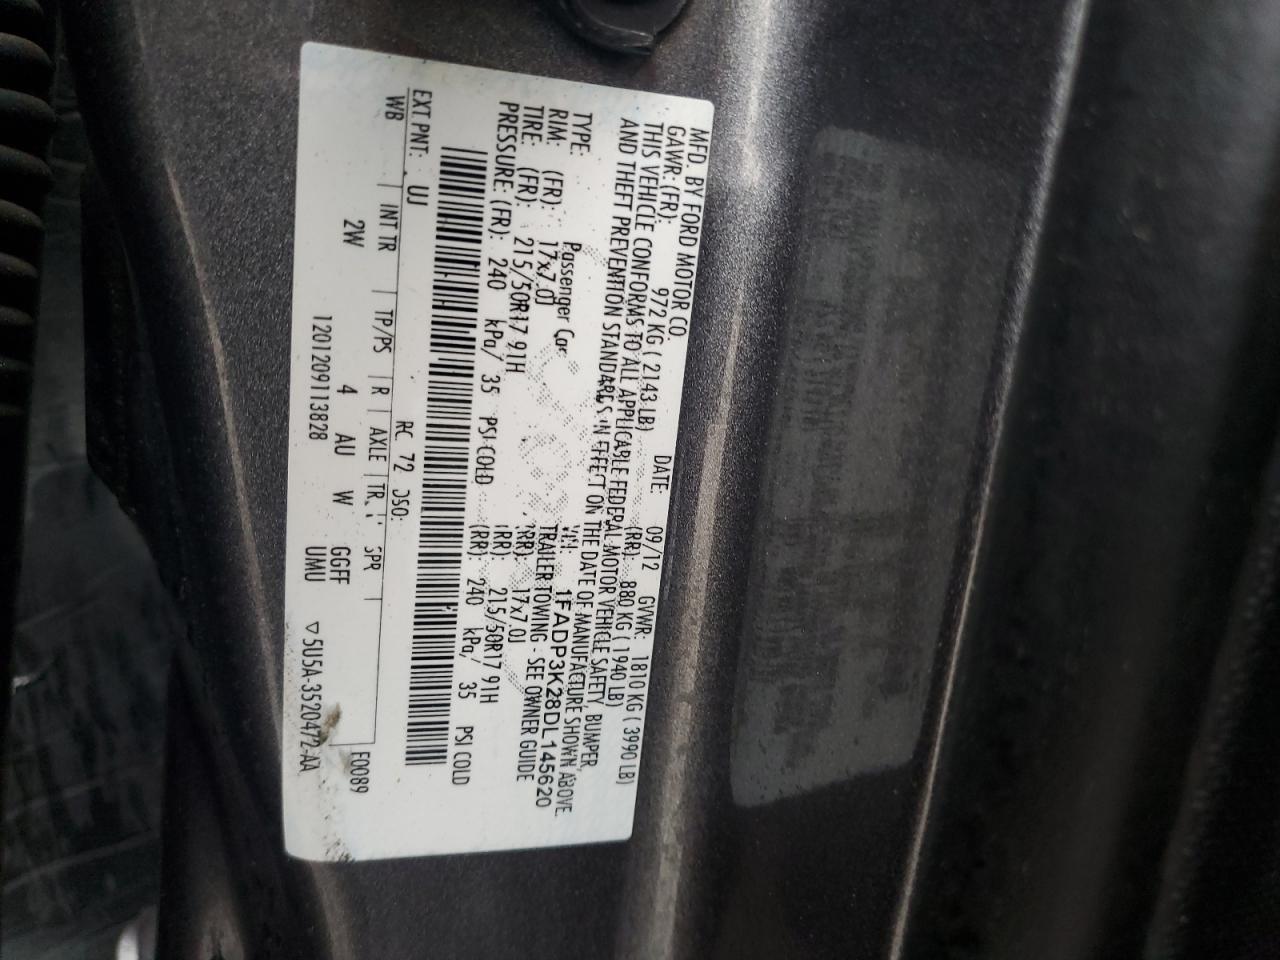 MFD. BY FORD MOTOR CO.
DATE: 09/12 GVWR: 1810 KG ( 3990 LB)
GAWR: (FR): 972 KG ( 2143 LB) (RR): 880 KG ( 1940 LB)
THIS VEHICLE CONFORMS TO ALL APPLICABLE FEDERAL MOTOR VEHICLE SAFETY, BUMPER,
AND THEFT PREVENTION STANDARDS IN EFFECT ON THE DATE OF MANUFACTURE SHOWN ABOVE.
VIN: 1FADP3K28DL145620
TYPE: Passenger Car TRAILER TOWING - SEE OWNER GUIDE
RIM: (FR): 17x7.0J (RR): 17x7.0J
TIRE: (FR): 215/50R17 91H (RR): 215/50R17 91H
PRESSURE: (FR): 240 kPa/ 35 PSI COLD (RR): 240 kPa/ 35 PSI COLD
EXT PNT: UJ RC 72 DSO:
WB INT TR TP/PS R AXLE TR SPR F0089
2W 4 AU W GGFF
1201209113828 UMU ▽5U5A-3520472-AA